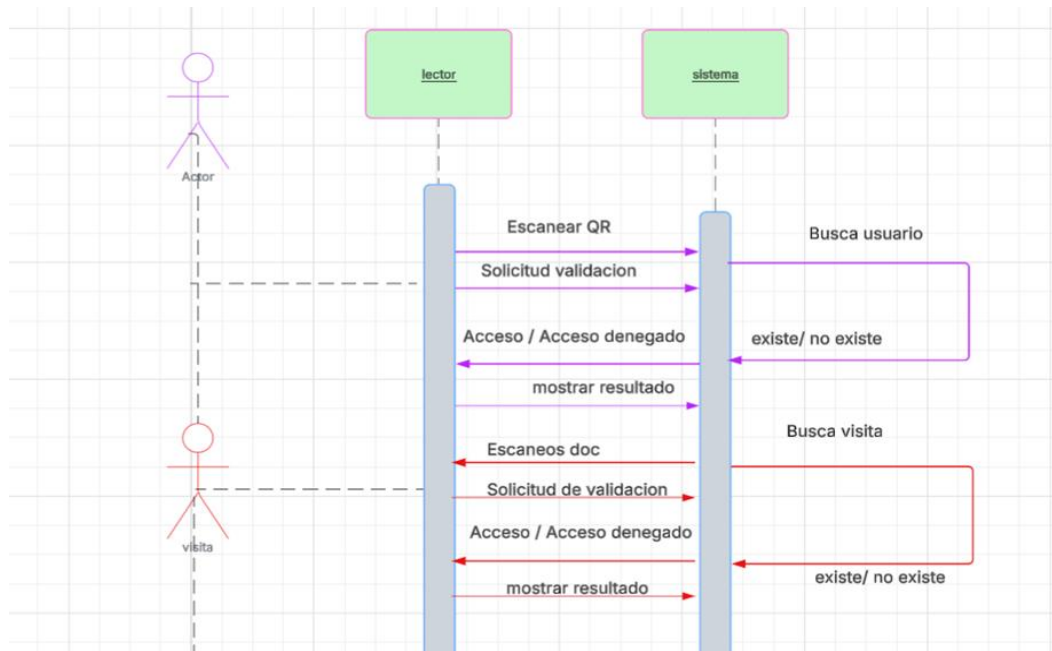 lector
sistema
Actor
Escanear QR
Busca usuario
Solicitud validacion
Acceso / Acceso denegado
existe/ no existe
mostrar resultado
Busca visita
Escaneos doc
Solicitud de validacion
Acceso / Acceso denegado
visita
existe/ no existe
mostrar resultado